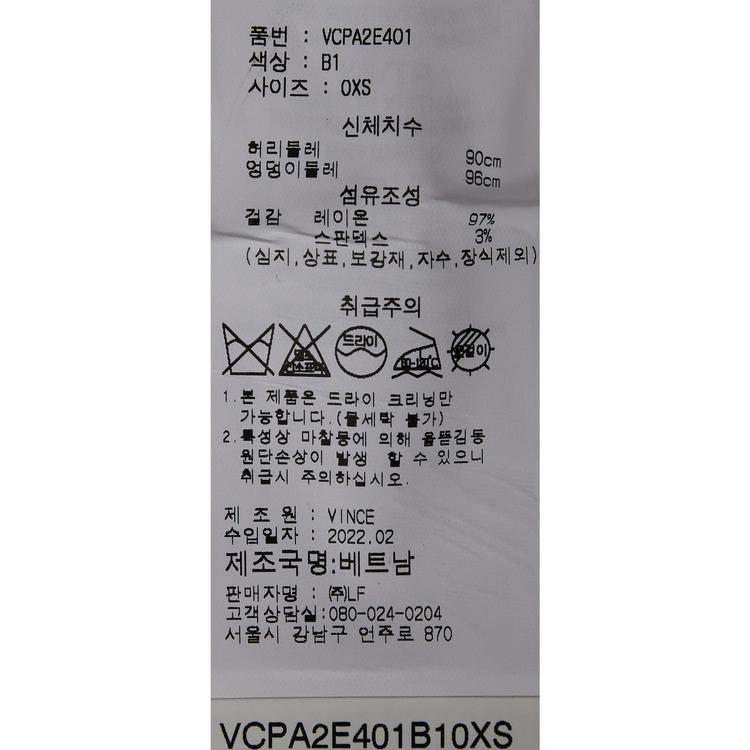 품번 : VCPA2E401
색상 : B1
사이즈 : 0XS
신체치수
허리둘레 90cm
엉덩이둘레 96cm
섬유조성
겉감 레이온 97%
스판덱스 3%
(심지,상표,보강재,자수,장식제외)
취급주의
드라이
80-120℃
옷걸이
1.본 제품은 드라이 크리닝만
가능합니다.(물세탁 불가)
2.특성상 마찰등에 의해 올뜯김등
원단손상이 발생 할 수 있으니
취급시 주의하십시오.
제 조 원 : VINCE
수입일자 : 2022.02
제조국명:베트남
판매자명 : ㈜LF
고객상담실:080-024-0204
서울시 강남구 언주로 870
VCPA2E401B10XS